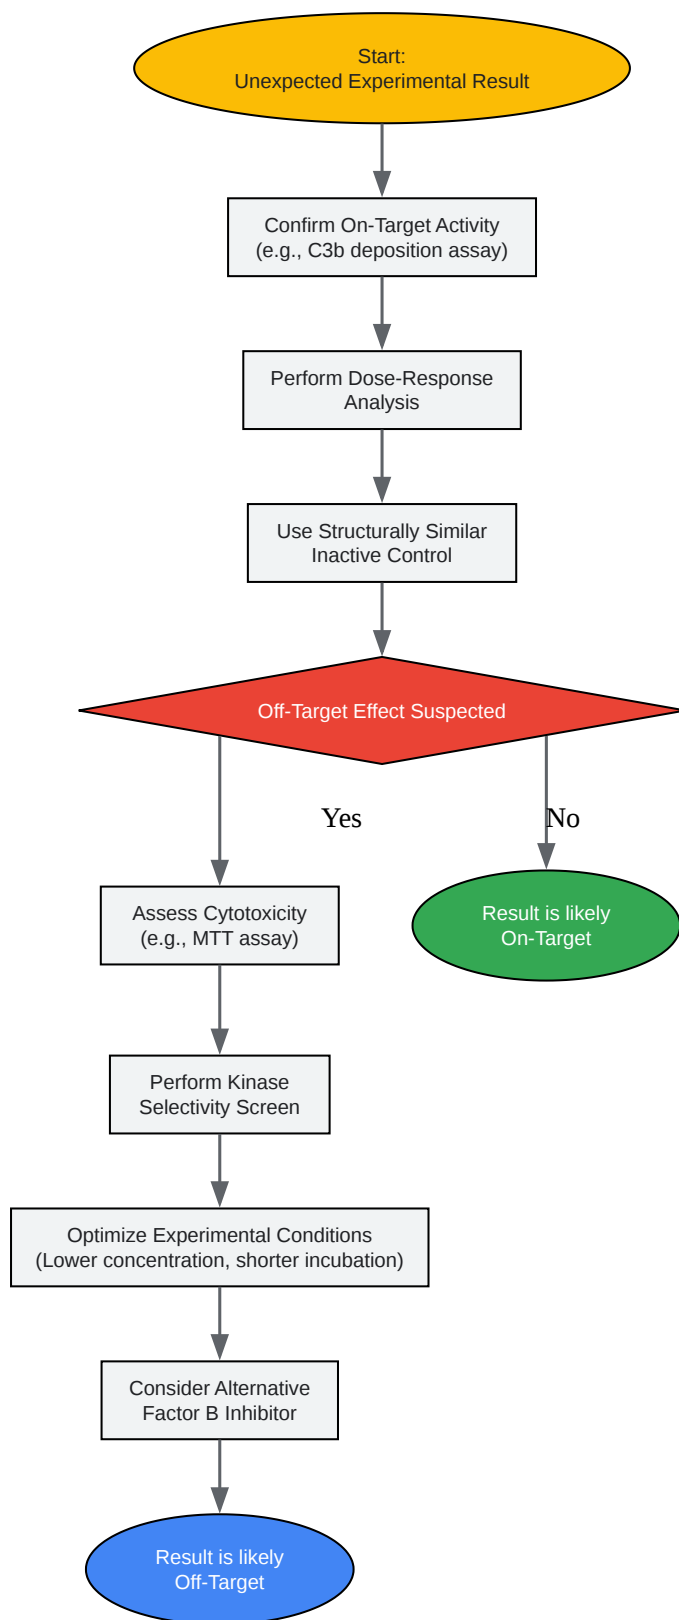 Start:
Unexpected Experimental Result
Confirm On-Target Activity
(e.g., C3b deposition assay)
Perform Dose-Response
Analysis
Use Structurally Similar
Inactive Control
Off-Target Effect Suspected
Yes
No
Assess Cytotoxicity
(e.g., MTT assay)
Result is likely
On-Target
Perform Kinase
Selectivity Screen
Optimize Experimental Conditions
(Lower concentration, shorter incubation)
Consider Alternative
Factor B Inhibitor
Result is likely
Off-Target